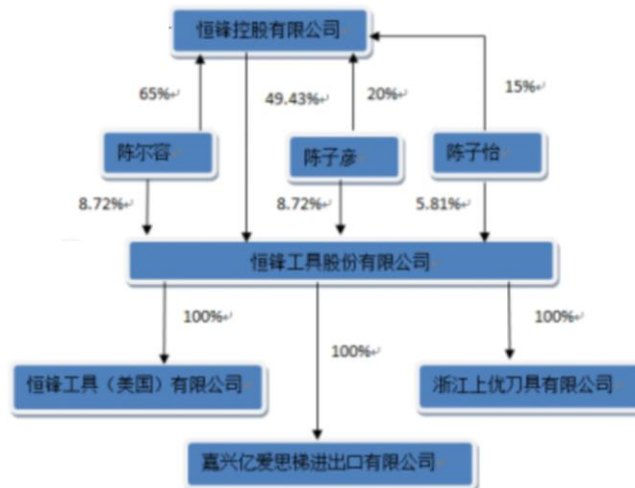 恒锋控股有限公司
65%
49.43%
20%
15%
陈尔容
陈子彦
陈子怡
8.72%
8.72%
5.81%
恒锋工具股份有限公司
100%
100%
100%
恒锋工具（美国）有限公司
浙江上优刀具有限公司
嘉兴亿爱思梯进出口有限公司